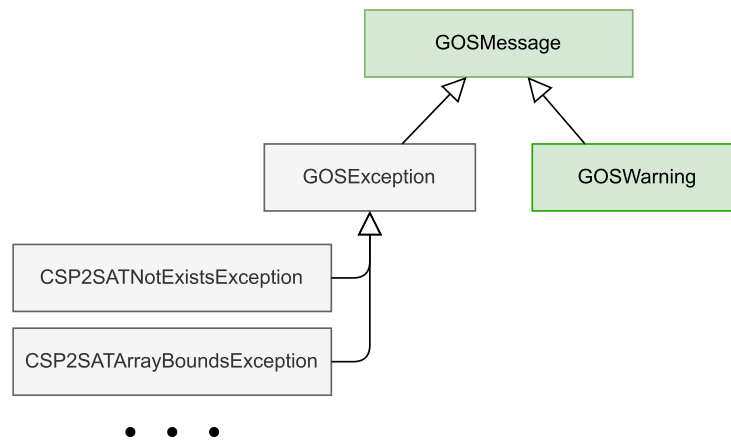 GOSMessage
GOSException
GOSWarning
CSP2SATNotExistsException
CSP2SATArrayBoundsException
• • •